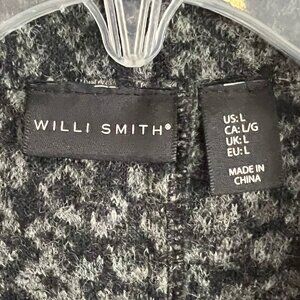 WILLI SMITH®
US: L
CA: L/G
UK: L
EU: L
MADE IN
CHINA